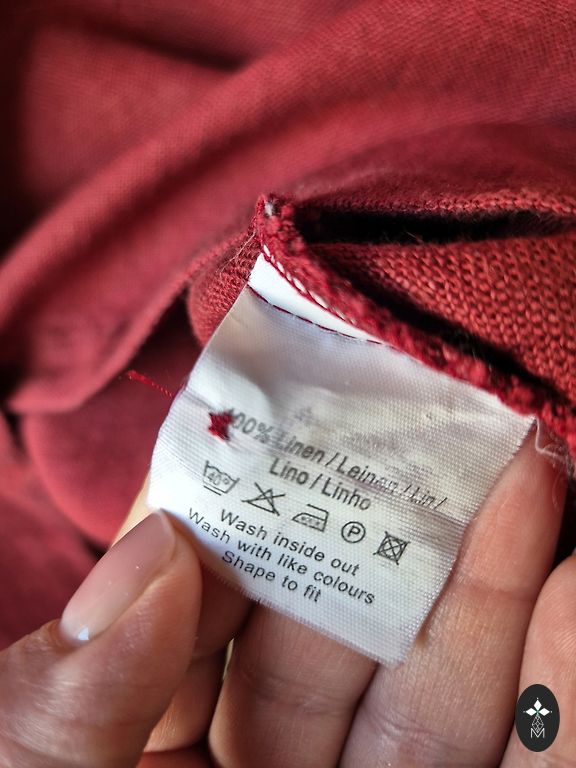 100% Linen / Leinen / Lin /
Lino / Linho
40°
P
Wash inside out
Wash with like colours
Shape to fit
M